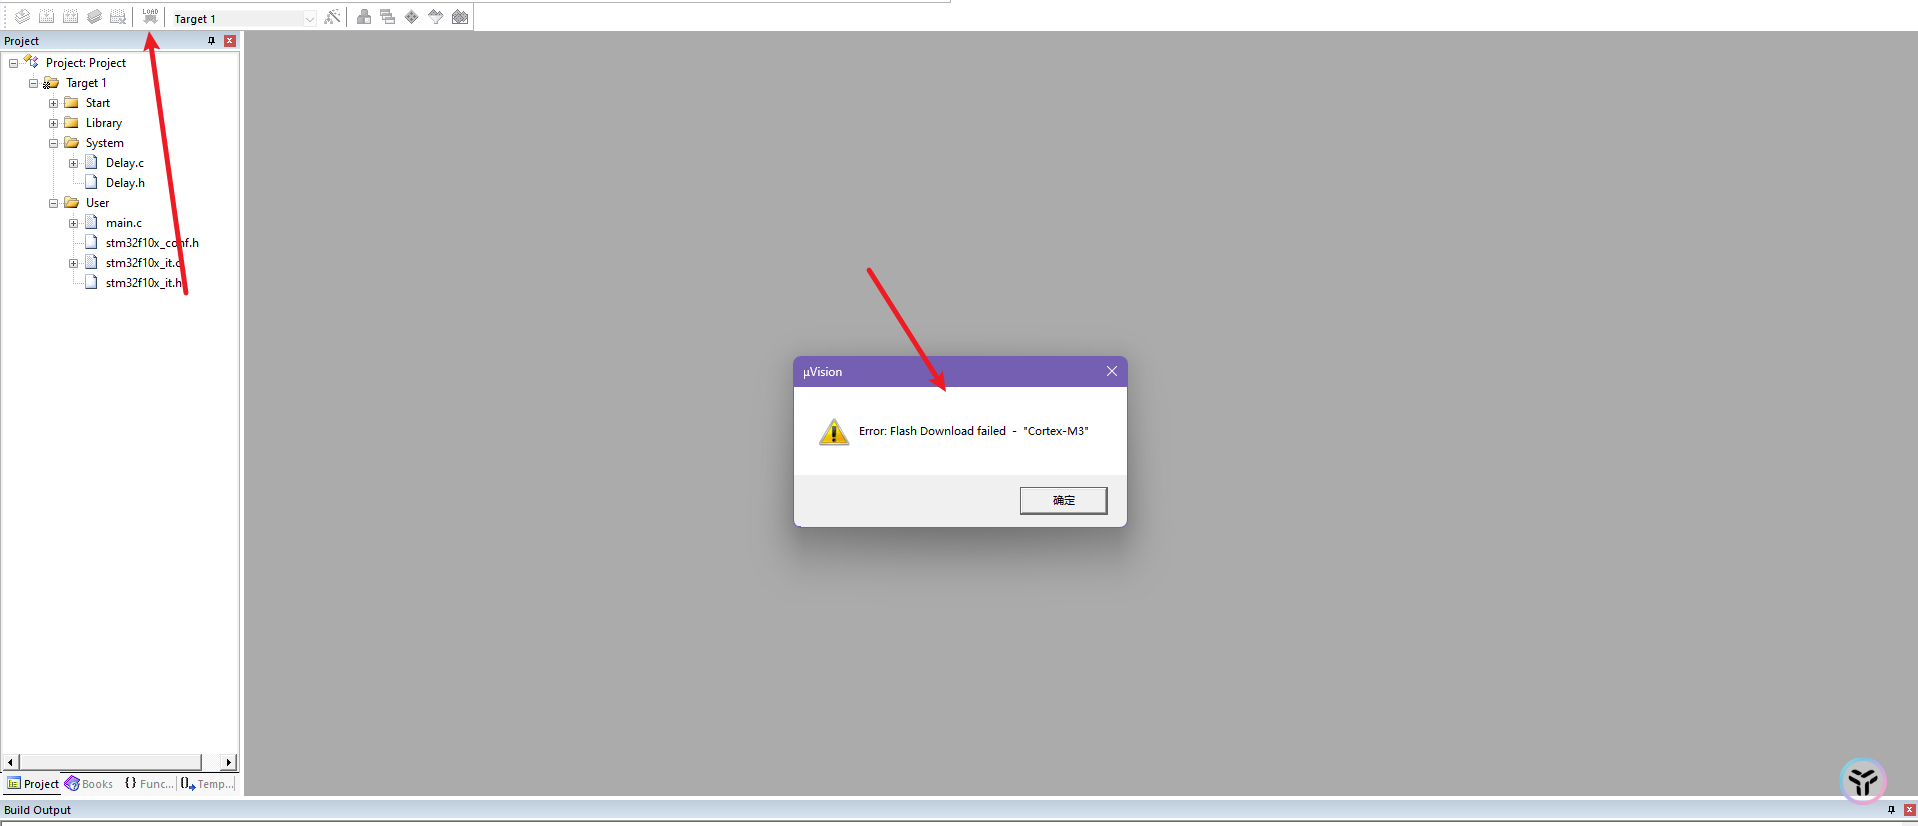 LOAD
Target 1
Project
Project: Project
Target 1
Start
Library
System
Delay.c
Delay.h
User
main.c
stm32f10x_conf.h
stm32f10x_it.c
stm32f10x_it.h
µVision
Error: Flash Download failed - "Cortex-M3"
确定
Project
Books
{} Func...
Temp...
Build Output